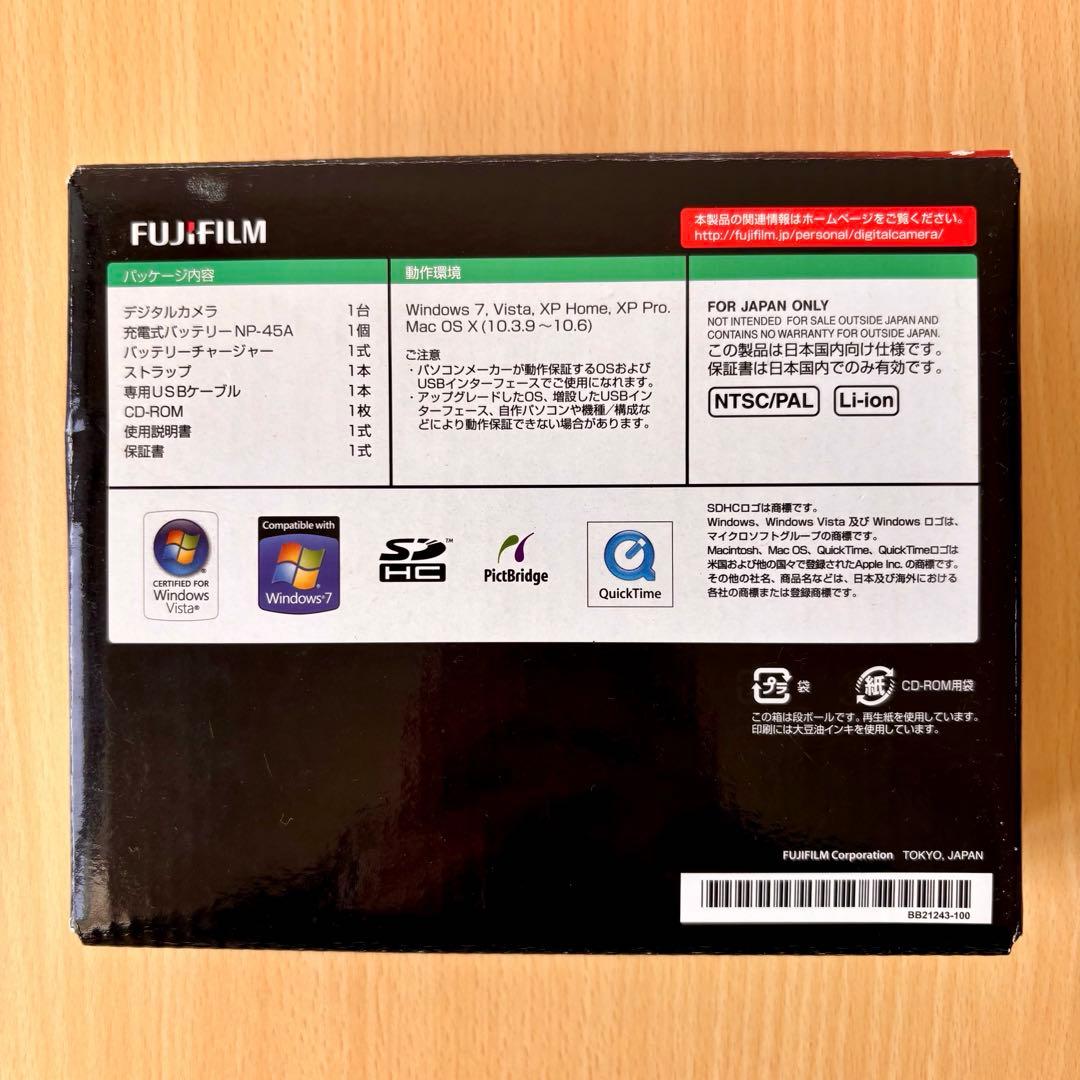 FUJIFILM
本製品の関連情報はホームページをご覧ください。
http://fujifilm.jp/personal/digitalcamera/
パッケージ内容
デジタルカメラ 1台
充電式バッテリーNP-45A 1個
バッテリーチャージャー 1式
ストラップ 1本
専用USBケーブル 1本
CD-ROM 1枚
使用説明書 1式
保証書 1式
動作環境
Windows 7, Vista, XP Home, XP Pro.
Mac OS X (10.3.9～10.6)
ご注意
・パソコンメーカーが動作保証するOSおよび
USBインターフェースでご使用になれます。
・アップグレードしたOS、増設したUSBイン
ターフェース、自作パソコンや機種／構成な
どにより動作保証できない場合があります。
FOR JAPAN ONLY
NOT INTENDED FOR SALE OUTSIDE JAPAN AND
CONTAINS NO WARRANTY FOR OUTSIDE JAPAN.
この製品は日本国内向け仕様です。
保証書は日本国内でのみ有効です。
NTSC/PAL Li-ion
CERTIFIED FOR
Windows
Vista®
Compatible with
Windows®7
SD™
HC
PictBridge
QuickTime
SDHCロゴは商標です。
Windows、Windows Vista 及び Windows ロゴは、
マイクロソフトグループの商標です。
Macintosh、Mac OS、QuickTime、QuickTimeロゴは
米国および他の国々で登録されたApple Inc. の商標です。
その他の社名、商品名などは、日本及び海外における
各社の商標または登録商標です。
プラ 袋
紙 CD-ROM用袋
この箱は段ボールです。再生紙を使用しています。
印刷には大豆油インキを使用しています。
FUJIFILM Corporation TOKYO, JAPAN
BB21243-100